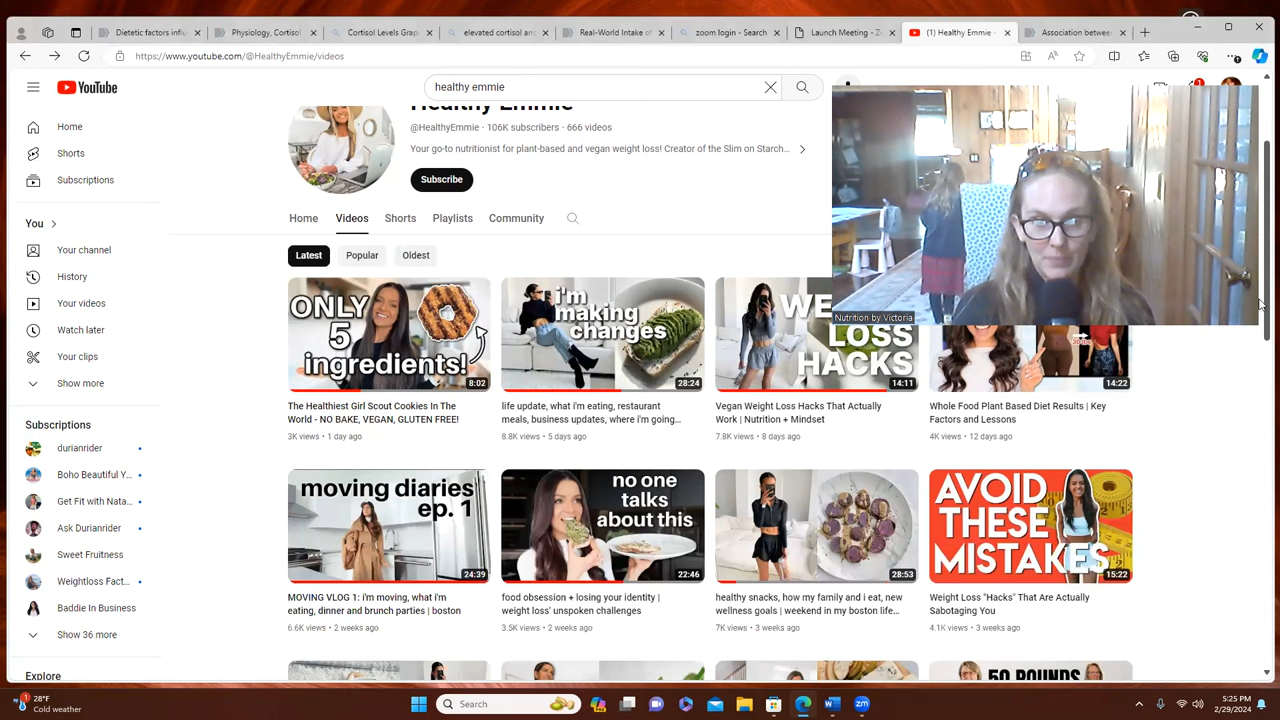 Dietetic factors influ
Physiology, Cortisol
Cortisol Levels Grap
elevated cortisol and
Real-World Intake of
zoom login - Search
Launch Meeting - Zo
(1) Healthy Emmie -
Association between
https://www.youtube.com/@HealthyEmmie/videos
YouTube
healthy emmie
1
Home
Shorts
Subscriptions
You
Your channel
History
Your videos
Watch later
Your clips
Show more
Subscriptions
durianrider
Boho Beautiful Y...
Get Fit with Nata...
Ask Durianrider
Sweet Fruitness
Weightloss Fact...
Baddie In Business
Show 36 more
Explore
Healthy Emmie
@HealthyEmmie · 106K subscribers · 666 videos
Your go-to nutritionist for plant-based and vegan weight loss! Creator of the Slim on Starch...
Subscribe
Home Videos Shorts Playlists Community
Latest Popular Oldest
Nutrition by Victoria
ONLY
5
ingredients!
8:02
The Healthiest Girl Scout Cookies In The
World - NO BAKE, VEGAN, GLUTEN FREE!
3K views · 1 day ago
i'm
making
changes
28:24
life update, what i'm eating, restaurant
meals, business updates, where i'm going...
8.8K views · 5 days ago
WE
LOSS
HACKS
14:11
Vegan Weight Loss Hacks That Actually
Work | Nutrition + Mindset
7.8K views · 8 days ago
14:22
Whole Food Plant Based Diet Results | Key
Factors and Lessons
4K views · 12 days ago
moving diaries
ep. 1
24:39
MOVING VLOG 1: i'm moving, what i'm
eating, dinner and brunch parties | boston
6.6K views · 2 weeks ago
no one
talks
about this
22:46
food obsession + losing your identity |
weight loss' unspoken challenges
3.5K views · 2 weeks ago
28:53
healthy snacks, how my family and i eat, new
wellness goals | weekend in my boston life...
7K views · 3 weeks ago
AVOID
THESE
MISTAKES
15:22
Weight Loss "Hacks" That Are Actually
Sabotaging You
4.1K views · 3 weeks ago
50 POUNDS
1
28°F
Cold weather
Search
5:25 PM
2/29/2024